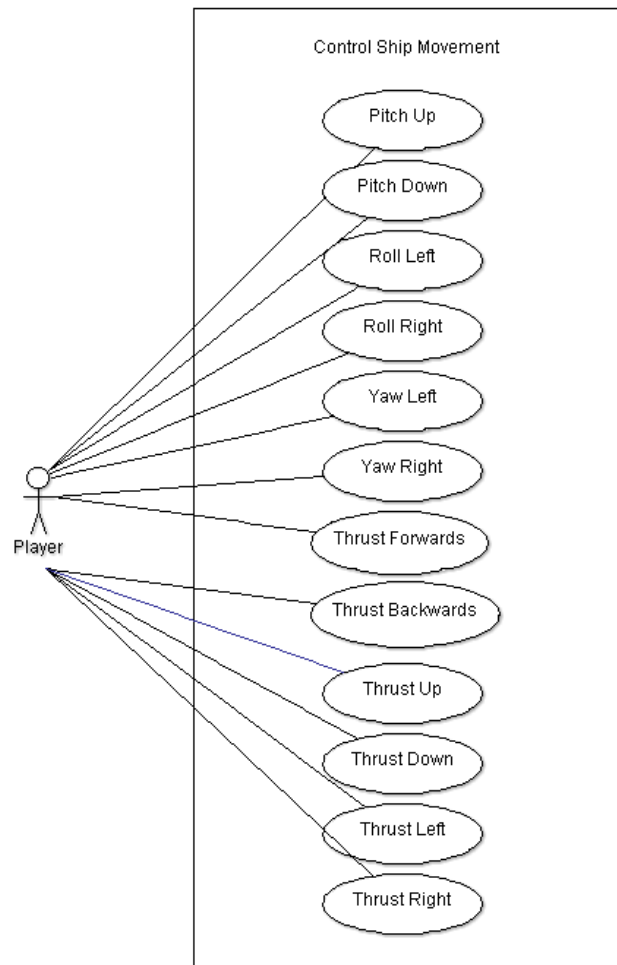 Control Ship Movement
Pitch Up
Pitch Down
Roll Left
Roll Right
Yaw Left
Yaw Right
Thrust Forwards
Player
Thrust Backwards
Thrust Up
Thrust Down
Thrust Left
Thrust Right